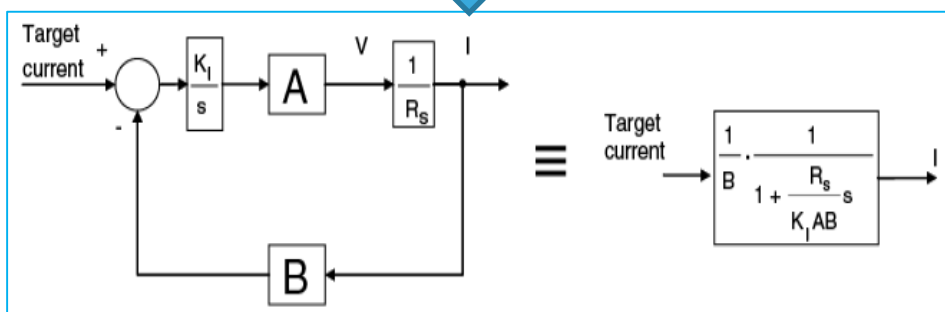 Target
current
+
-
K_I
s
A
V
1
R_s
I
B
≡
Target
current
1
B
·
1
1 + R_s s
K_I AB
I